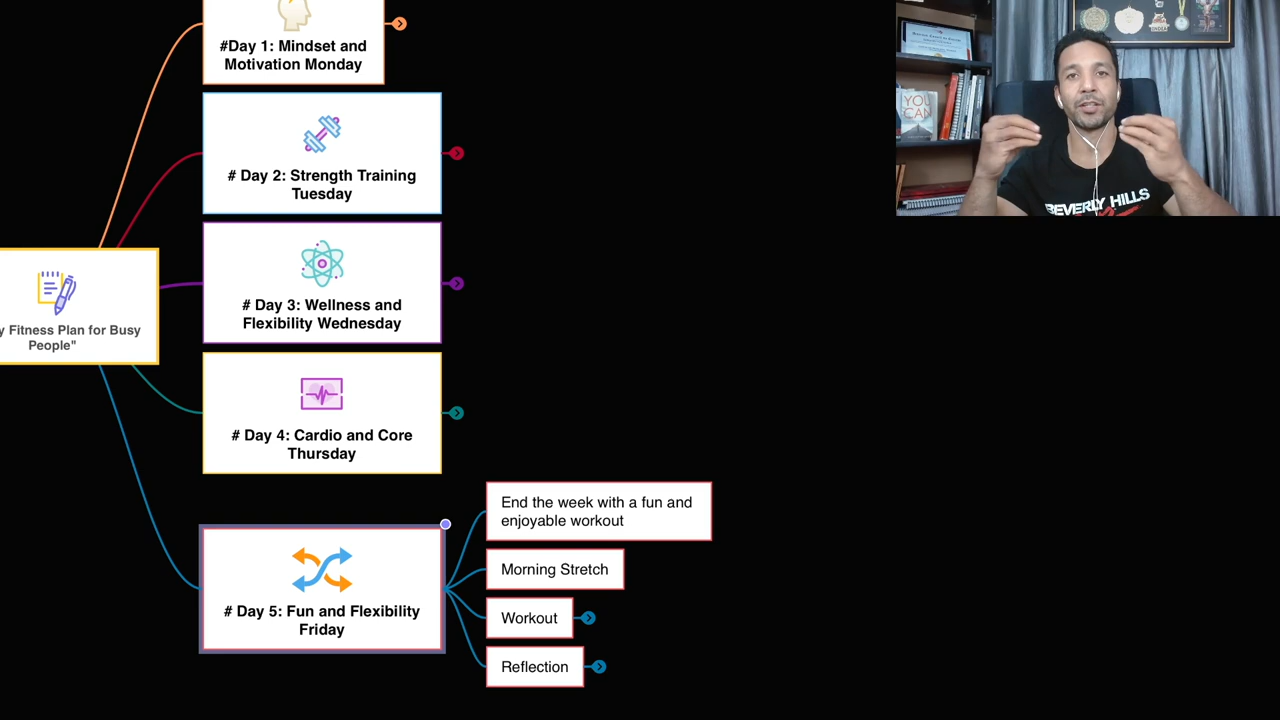 #Day 1: Mindset and
Motivation Monday
# Day 2: Strength Training
Tuesday
# Day 3: Wellness and
Flexibility Wednesday
y Fitness Plan for Busy
People"
# Day 4: Cardio and Core
Thursday
# Day 5: Fun and Flexibility
Friday
End the week with a fun and
enjoyable workout
Morning Stretch
Workout
Reflection
YOU
CAN
BEVERLY HILLS